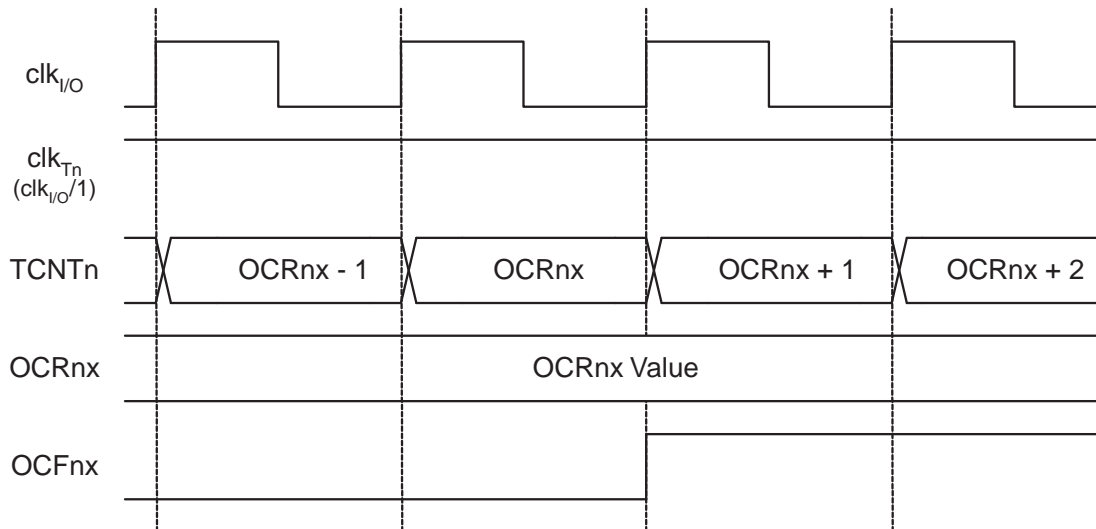 clkI/O
clkTn
(clkI/O/1)
TCNTn
OCRnx - 1
OCRnx
OCRnx + 1
OCRnx + 2
OCRnx
OCRnx Value
OCFnx